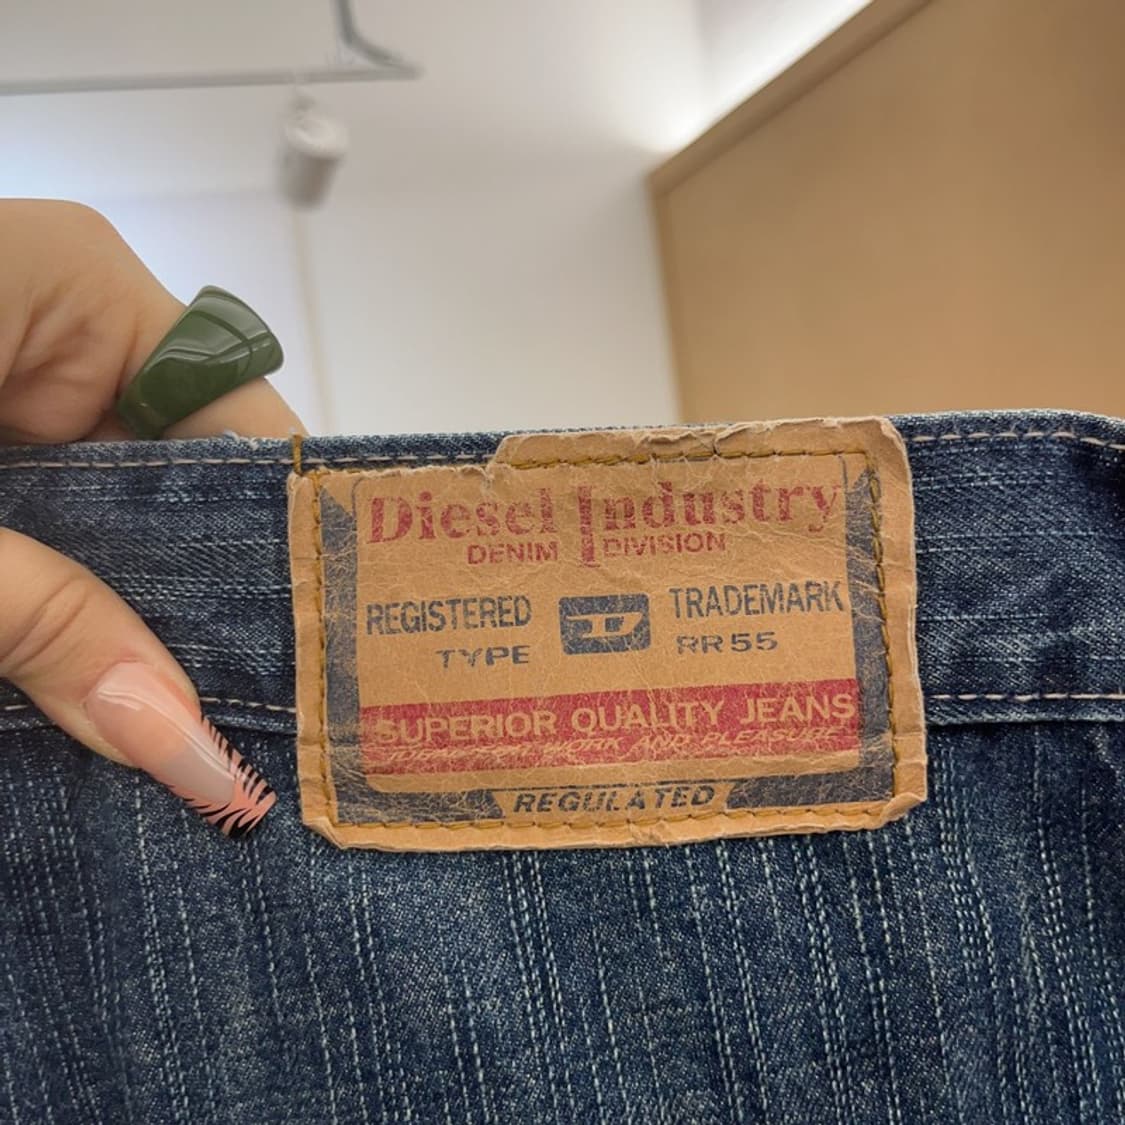 Diesel Industry
DENIM DIVISION
REGISTERED D TRADEMARK
TYPE RR55
SUPERIOR QUALITY JEANS
WORK AND PLEASURE
REGULATED